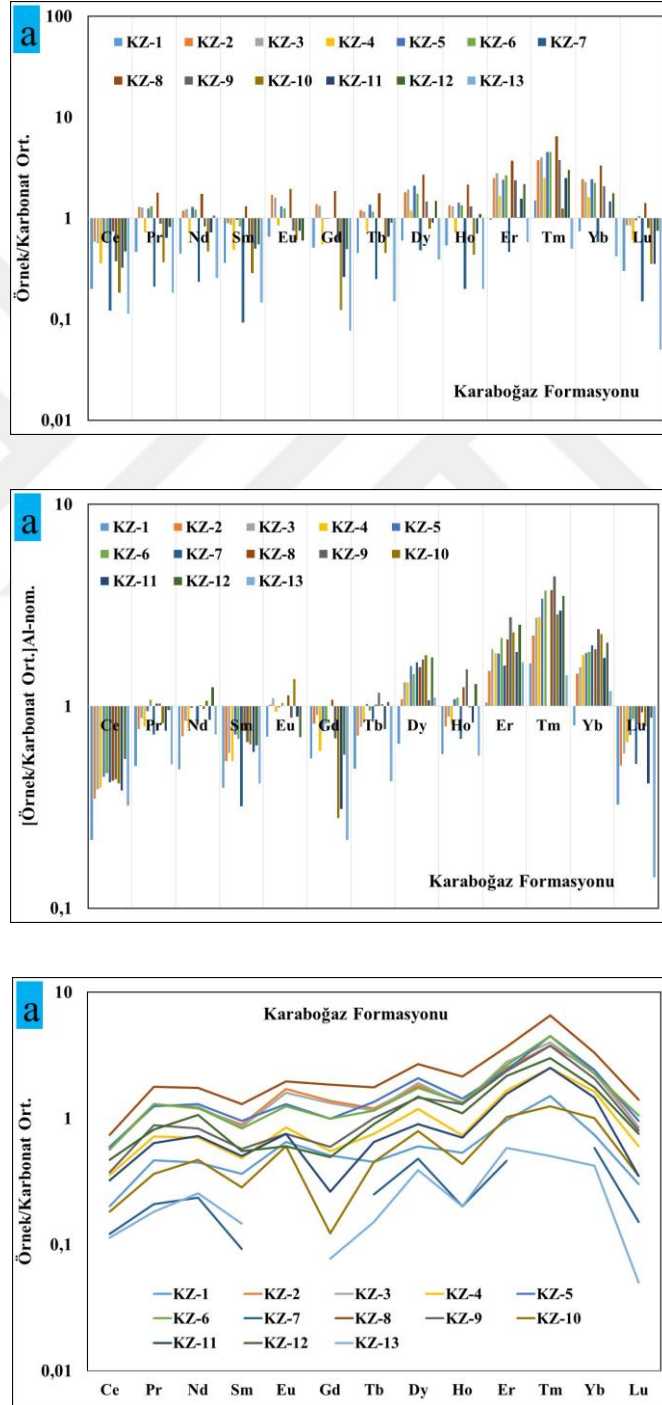 a
100
10
1
0,1
0,01
Örnek/Karbonat Ort.
KZ-1 KZ-2 KZ-3 KZ-4 KZ-5 KZ-6 KZ-7
KZ-8 KZ-9 KZ-10 KZ-11 KZ-12 KZ-13
Ce Pr Nd Sm Eu Gd Tb Dy Ho Er Tm Yb Lu
Karaboğaz Formasyonu
a
10
1
0,1
[Örnek/Karbonat Ort.]Al-nom.
KZ-1 KZ-2 KZ-3 KZ-4 KZ-5
KZ-6 KZ-7 KZ-8 KZ-9 KZ-10
KZ-11 KZ-12 KZ-13
Ce Pr Nd Sm Eu Gd Tb Dy Ho Er Tm Yb Lu
Karaboğaz Formasyonu
a
Karaboğaz Formasyonu
10
1
0,1
0,01
Örnek/Karbonat Ort.
KZ-1 KZ-2 KZ-3 KZ-4 KZ-5
KZ-6 KZ-7 KZ-8 KZ-9 KZ-10
KZ-11 KZ-12 KZ-13
Ce Pr Nd Sm Eu Gd Tb Dy Ho Er Tm Yb Lu